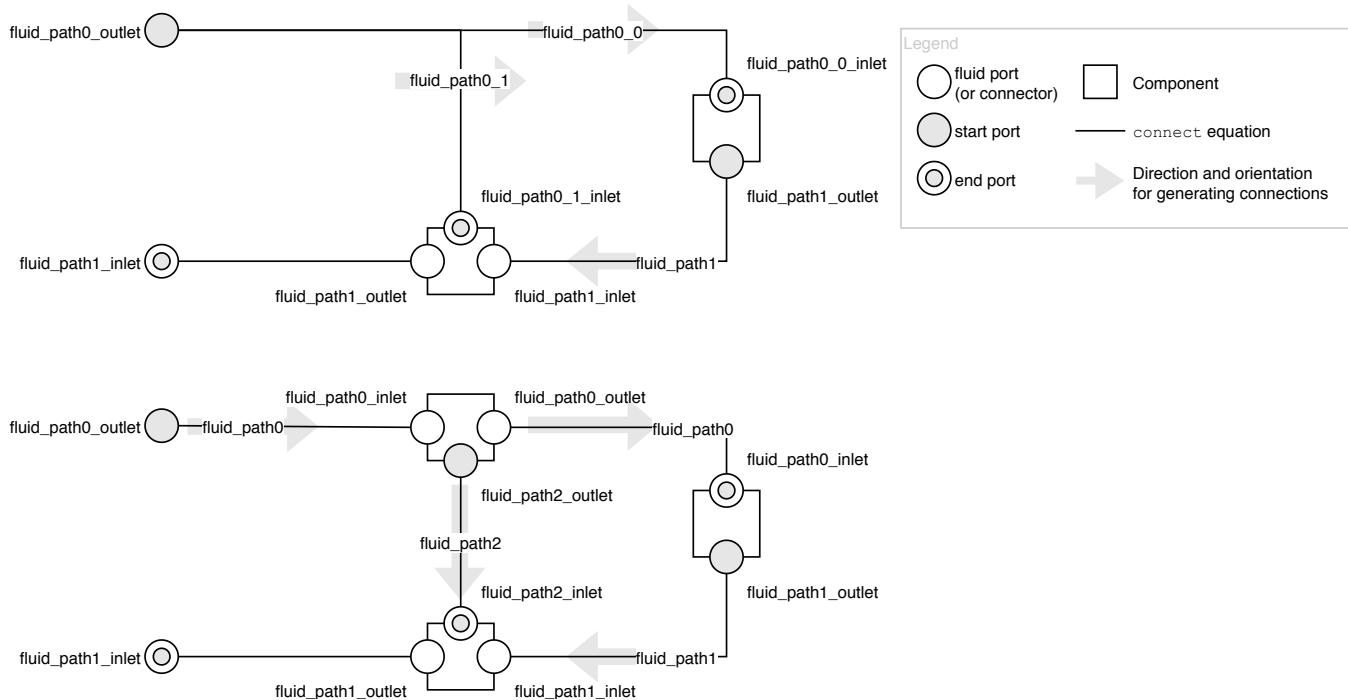 fluid_path0_outlet
fluid_path0_0
Legend
fluid_path0_0_inlet
fluid port
(or connector)
Component
fluid_path0_1
start port
connect equation
end port
Direction and orientation
for generating connections
fluid_path0_1_inlet
fluid_path1_outlet
fluid_path1_inlet
fluid_path1
fluid_path1_outlet
fluid_path1_inlet
fluid_path0_inlet
fluid_path0_outlet
fluid_path0_outlet
fluid_path0
fluid_path0
fluid_path0_inlet
fluid_path2_outlet
fluid_path2
fluid_path2_inlet
fluid_path1_outlet
fluid_path1_inlet
fluid_path1
fluid_path1_outlet
fluid_path1_inlet